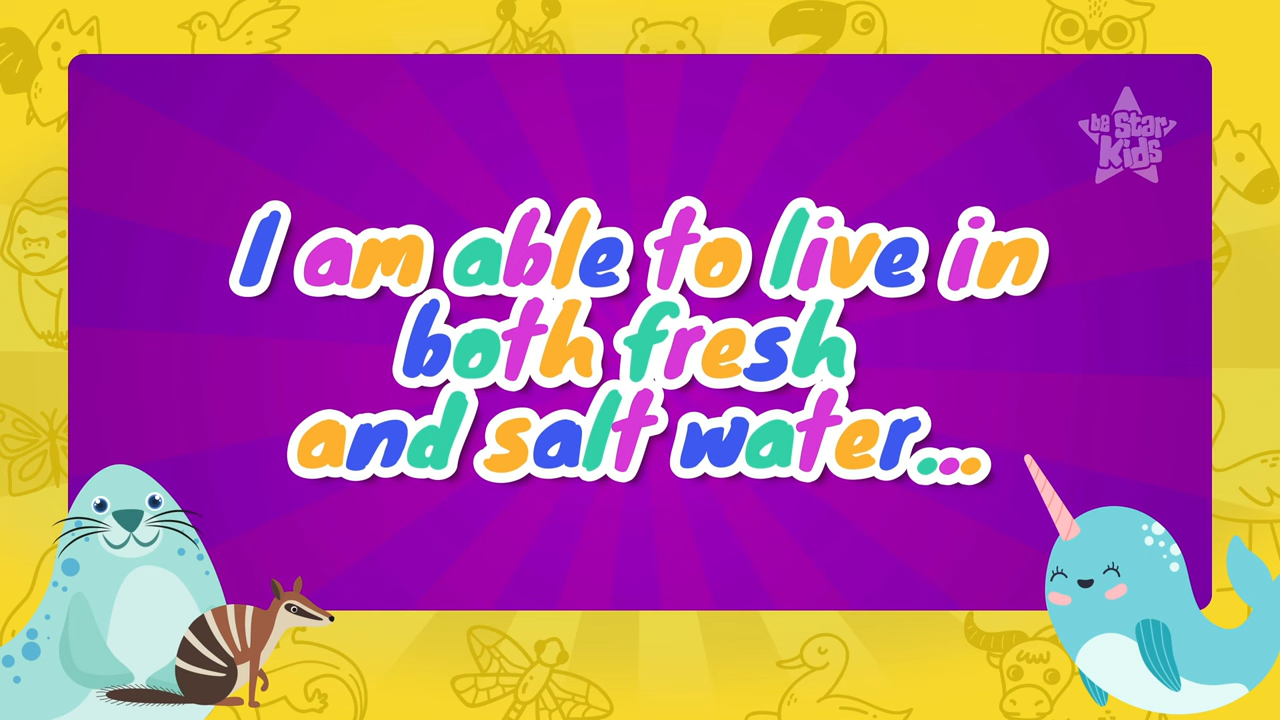 be Star
Kids
I am able to live in
both fresh
and salt water...